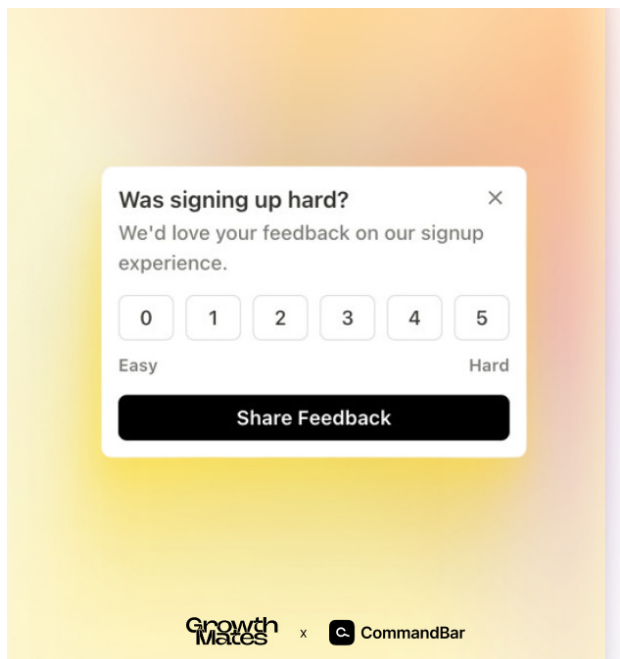 Was signing up hard?
We'd love your feedback on our signup
experience.
0 1 2 3 4 5
Easy Hard
Share Feedback
Growth
Mates x CommandBar